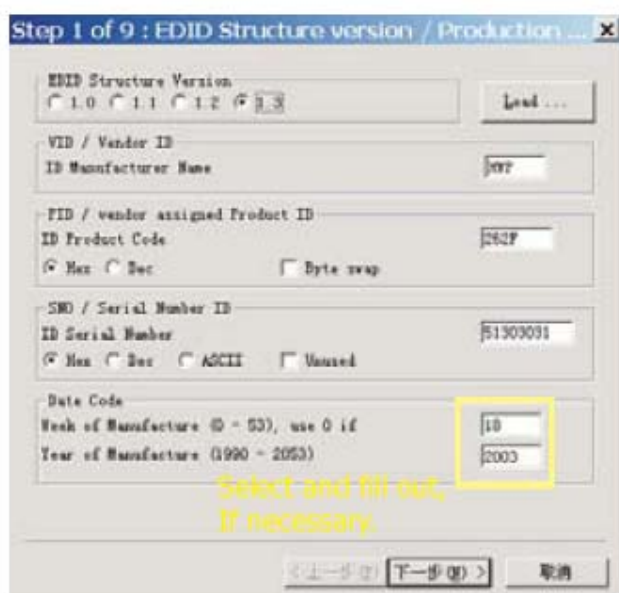 Step 1 of 9 : EDID Structure version / Production ...
EDID Structure Version
1.0 1.1 1.2 1.3
Load ...
VID / Vendor ID
ID Manufacturer Name
PID / vendor assigned Product ID
ID Product Code
262F
Hex Dec Byte swap
SNO / Serial Number ID
ID Serial Number
51303031
Hex Dec ASCII Unused
Date Code
Week of Manufacture (0 - 53), use 0 if
Year of Manufacture (1990 - 2053)
2003
Select and fill out,
If necessary.
<上一步(P) 下一步(N) > 取消